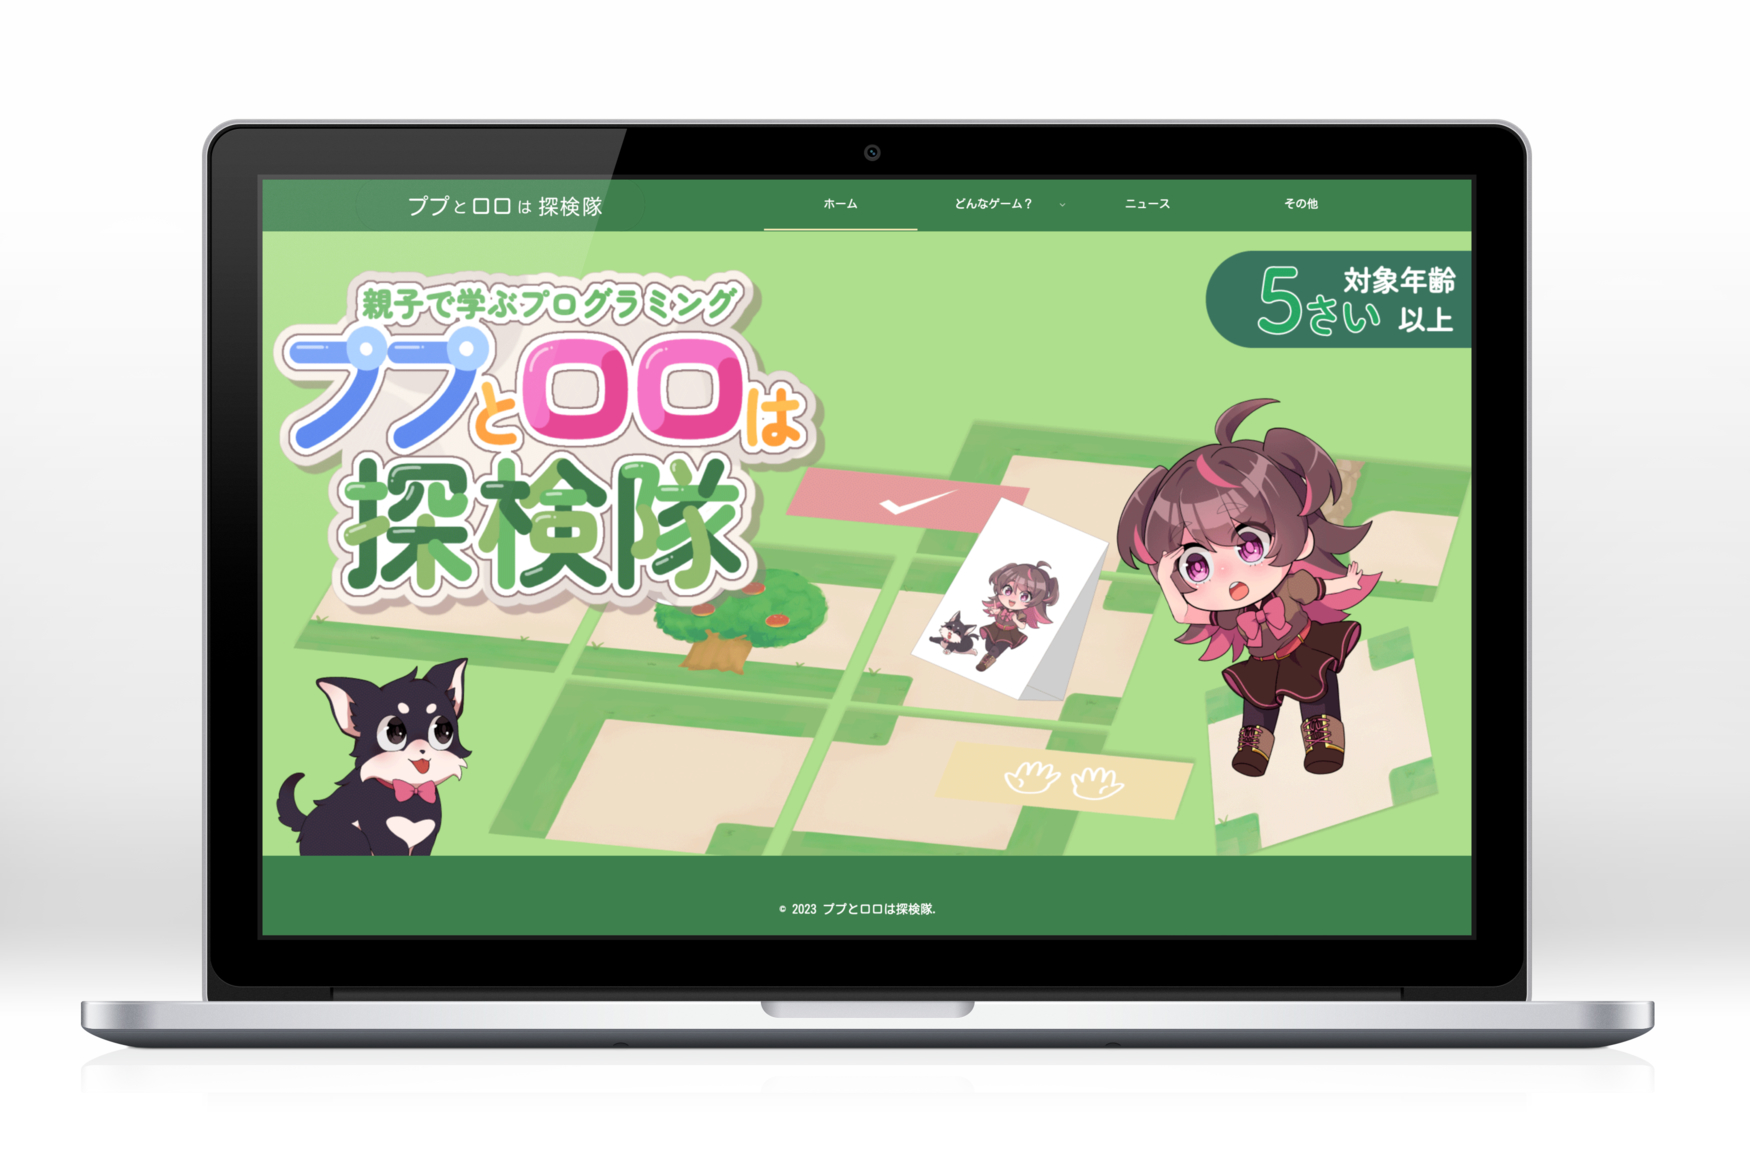 ププとロロは探検隊
ホーム
どんなゲーム？
ニュース
その他
対象年齢
5さい以上
親子で学ぶプログラミング
ププとロロは
探検隊
© 2023 ププとロロは探検隊.